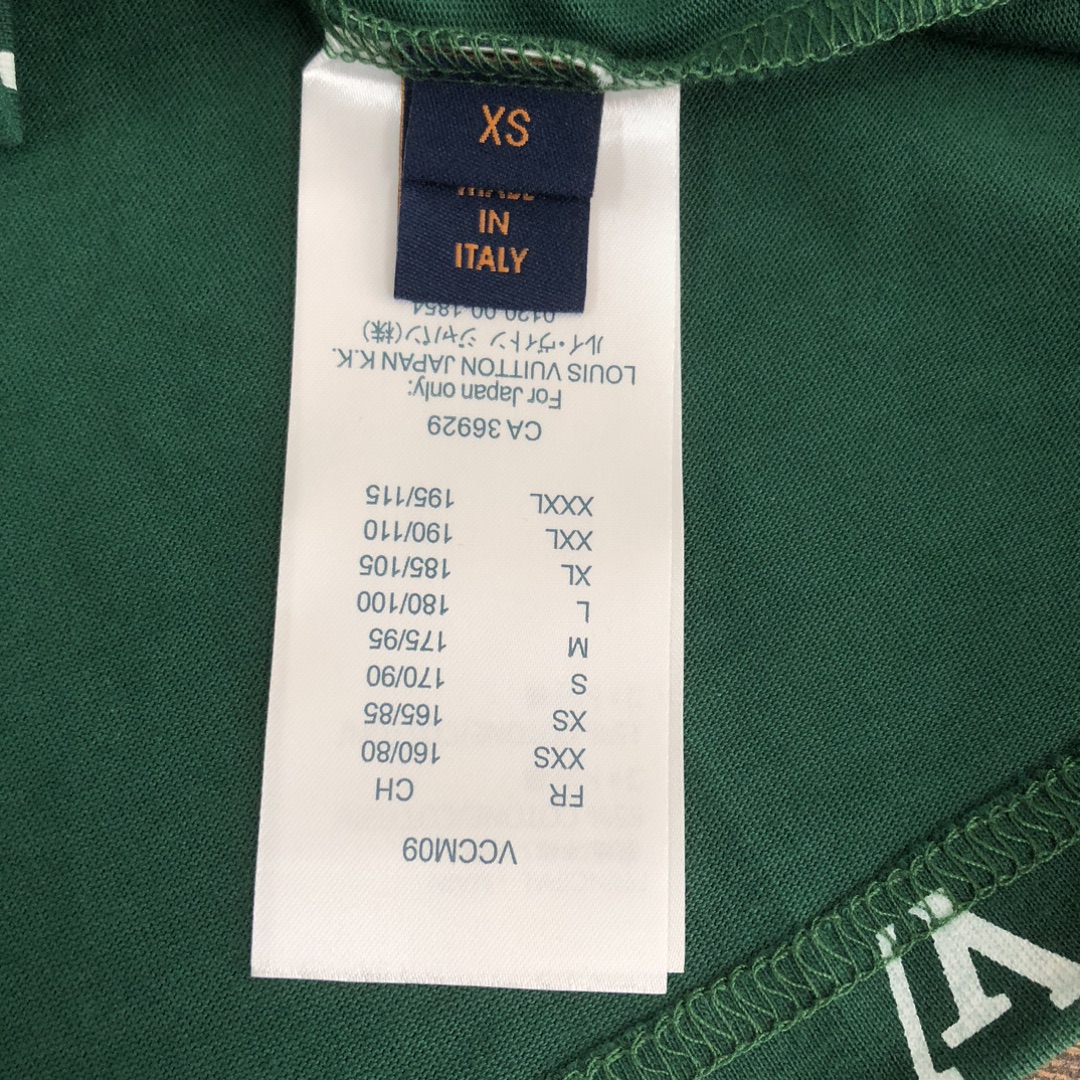 XS
IN
ITALY
VCCM09
FR CH
XXS 160/80
XS 165/85
S 170/90
M 175/95
L 180/100
XL 185/105
XXL 190/110
XXXL 195/115
CA 36929
For Japan only:
LOUIS VUITTON JAPAN K.K.
ルイ・ヴィトン ジャパン(株)
0120 00 1854